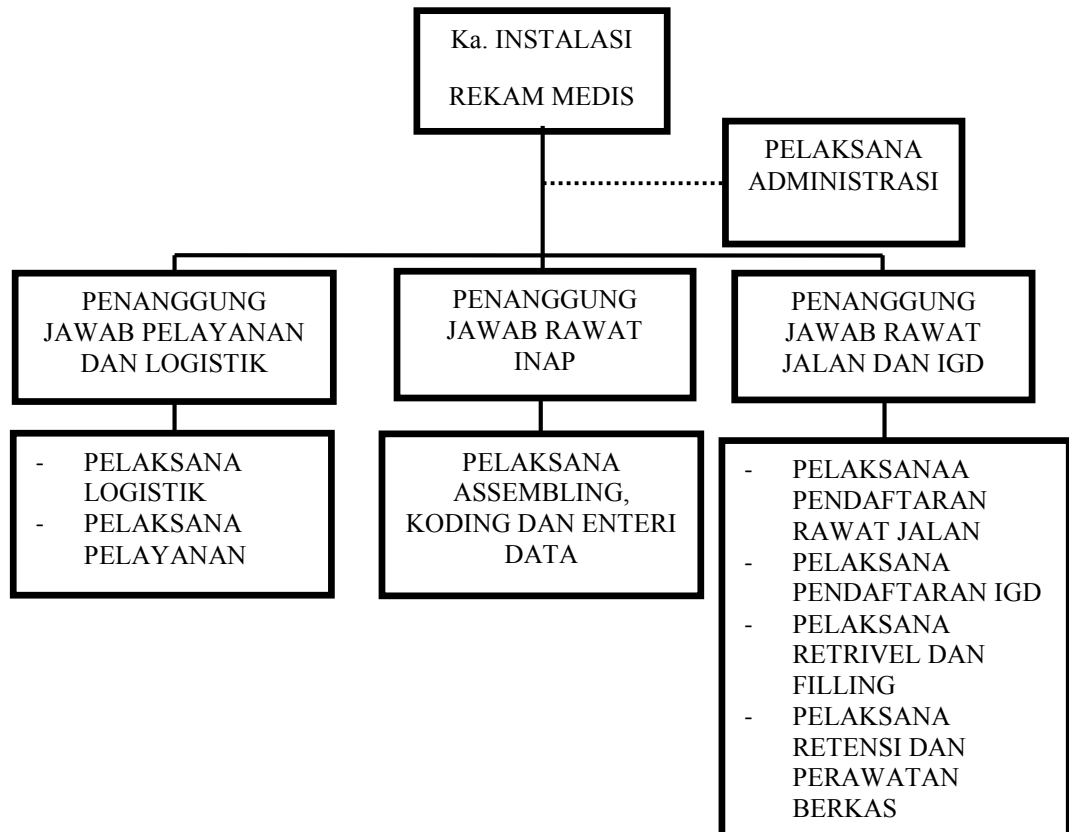 Ka. INSTALASI
REKAM MEDIS
PELAKSANA
ADMINISTRASI
PENANGGUNG
JAWAB PELAYANAN
DAN LOGISTIK
PENANGGUNG
JAWAB RAWAT
INAP
PENANGGUNG
JAWAB RAWAT
JALAN DAN IGD
- PELAKSANA
LOGISTIK
- PELAKSANA
PELAYANAN
PELAKSANA
ASSEMBLING,
KODING DAN ENTERI
DATA
- PELAKSANAA
PENDAFTARAN
RAWAT JALAN
- PELAKSANA
PENDAFTARAN IGD
- PELAKSANA
RETRIVEL DAN
FILLING
- PELAKSANA
RETENSI DAN
PERAWATAN
BERKAS